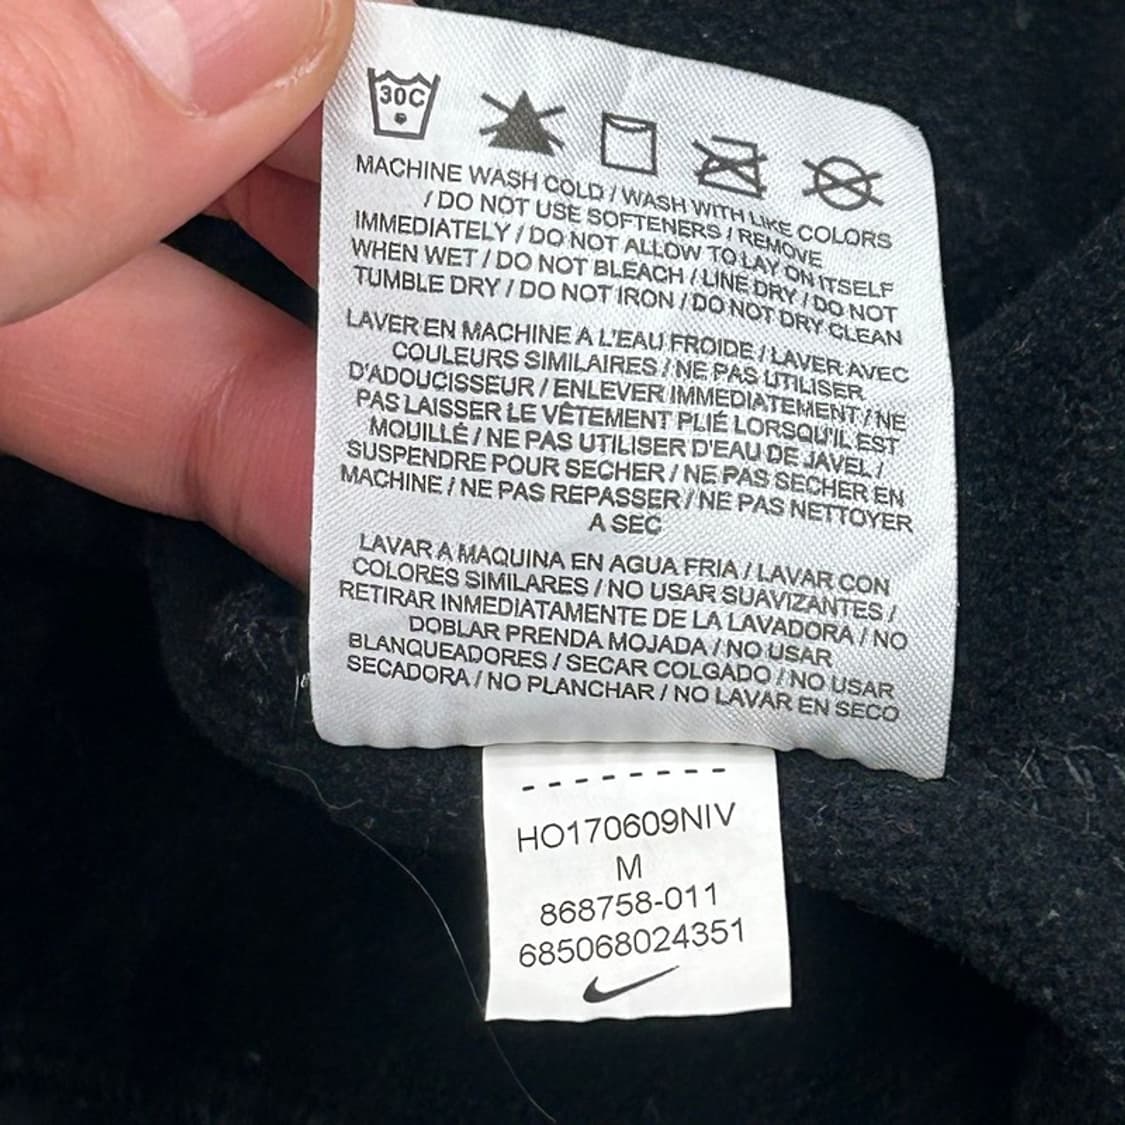 30C
MACHINE WASH COLD / WASH WITH LIKE COLORS
/ DO NOT USE SOFTENERS / REMOVE
IMMEDIATELY / DO NOT ALLOW TO LAY ON ITSELF
WHEN WET / DO NOT BLEACH / LINE DRY / DO NOT
TUMBLE DRY / DO NOT IRON / DO NOT DRY CLEAN
LAVER EN MACHINE A L'EAU FROIDE / LAVER AVEC
COULEURS SIMILAIRES / NE PAS UTILISER
D'ADOUCISSEUR / ENLEVER IMMEDIATEMENT / NE
PAS LAISSER LE VÊTEMENT PLIÉ LORSQU'IL EST
MOUILLÉ / NE PAS UTILISER D'EAU DE JAVEL /
SUSPENDRE POUR SECHER / NE PAS SECHER EN
MACHINE / NE PAS REPASSER / NE PAS NETTOYER
A SEC
LAVAR A MAQUINA EN AGUA FRIA / LAVAR CON
COLORES SIMILARES / NO USAR SUAVIZANTES /
RETIRAR INMEDIATAMENTE DE LA LAVADORA / NO
DOBLAR PRENDA MOJADA / NO USAR
BLANQUEADORES / SECAR COLGADO / NO USAR
SECADORA / NO PLANCHAR / NO LAVAR EN SECO
HO170609NIV
M
868758-011
685068024351